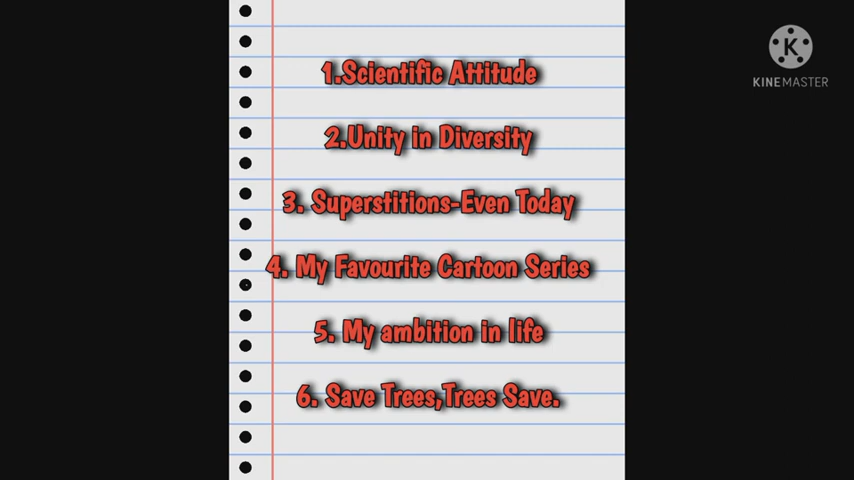 1.Scientific Attitude
2.Unity in Diversity
3. Superstitions-Even Today
4. My Favourite Cartoon Series
5. My ambition in life
6. Save Trees,Trees Save.
K
KINEMASTER